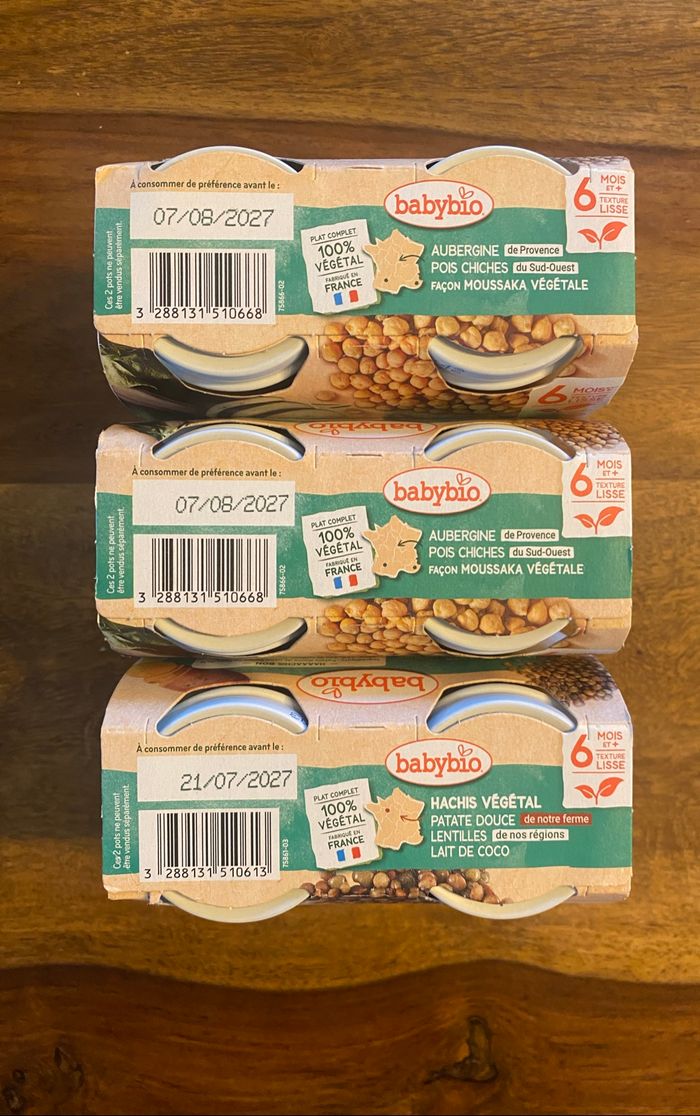 À consommer de préférence avant le :
07/08/2027
Ces 2 pots ne peuvent
être vendus séparément.
3 288131 510668
75866-02
babybio
PLAT COMPLET
100%
VÉGÉTAL
FABRIQUÉ EN
FRANCE
AUBERGINE de Provence
POIS CHICHES du Sud-Ouest
FAÇON MOUSSAKA VÉGÉTALE
6 MOIS
ET +
TEXTURE
LISSE
6 MOIS
babybio
À consommer de préférence avant le :
07/08/2027
Ces 2 pots ne peuvent
être vendus séparément.
3 288131 510668
75866-02
babybio
PLAT COMPLET
100%
VÉGÉTAL
FABRIQUÉ EN
FRANCE
AUBERGINE de Provence
POIS CHICHES du Sud-Ouest
FAÇON MOUSSAKA VÉGÉTALE
6 MOIS
ET +
TEXTURE
LISSE
babybio
À consommer de préférence avant le :
21/07/2027
Ces 2 pots ne peuvent
être vendus séparément.
3 288131 510613
75861-03
babybio
PLAT COMPLET
100%
VÉGÉTAL
FABRIQUÉ EN
FRANCE
HACHIS VÉGÉTAL
PATATE DOUCE de notre ferme
LENTILLES de nos régions
LAIT DE COCO
6 MOIS
ET +
TEXTURE
LISSE